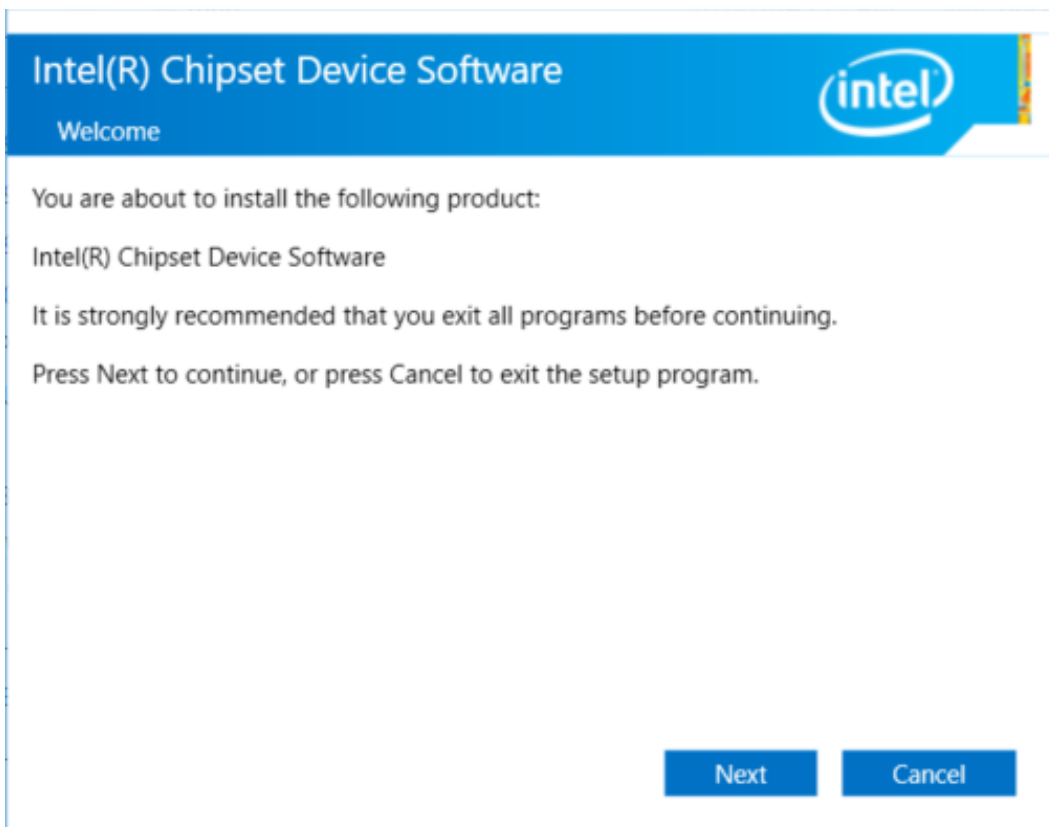 Intel(R) Chipset Device Software
intel
Welcome
You are about to install the following product:
Intel(R) Chipset Device Software
It is strongly recommended that you exit all programs before continuing.
Press Next to continue, or press Cancel to exit the setup program.
Next
Cancel